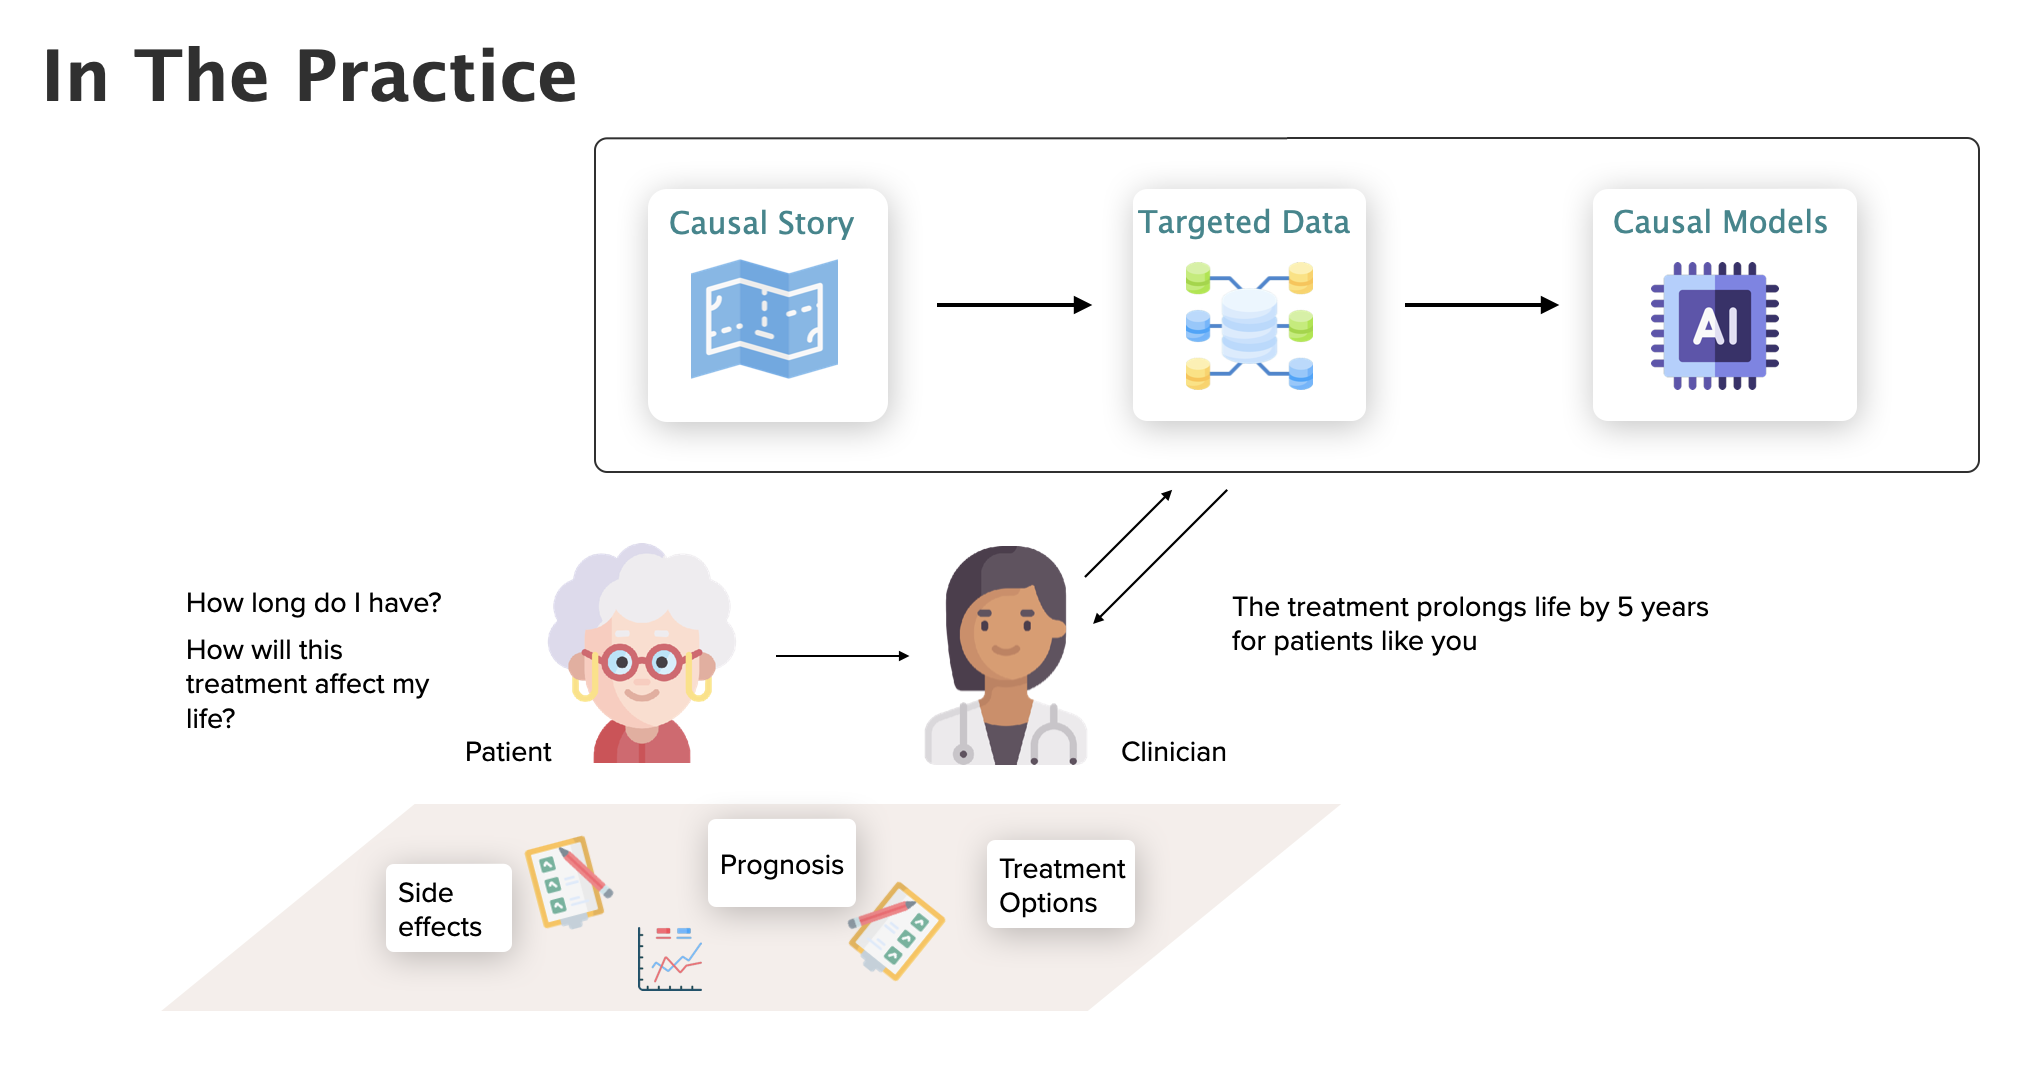 In The Practice
Causal Story
Targeted Data
Causal Models
AI
How long do I have?
How will this
treatment affect my
life?
Patient
Clinician
The treatment prolongs life by 5 years
for patients like you
Side
effects
Prognosis
Treatment
Options